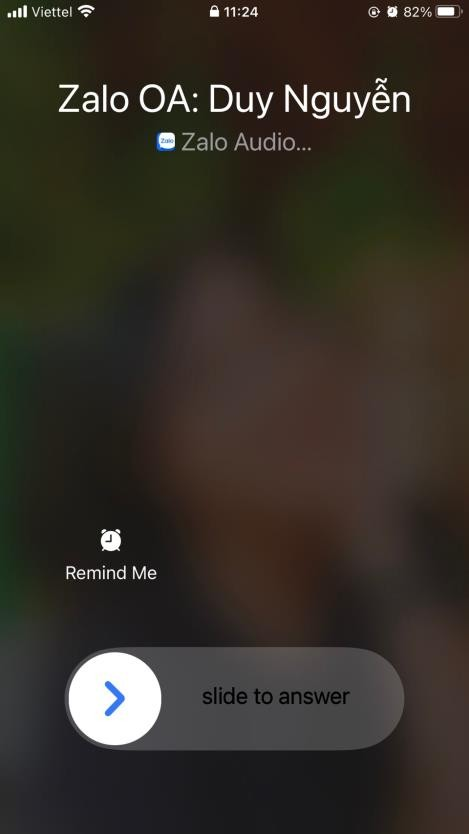 Viettel 11:24 82%
Zalo OA: Duy Nguyễn
Zalo Zalo Audio...
Remind Me
slide to answer